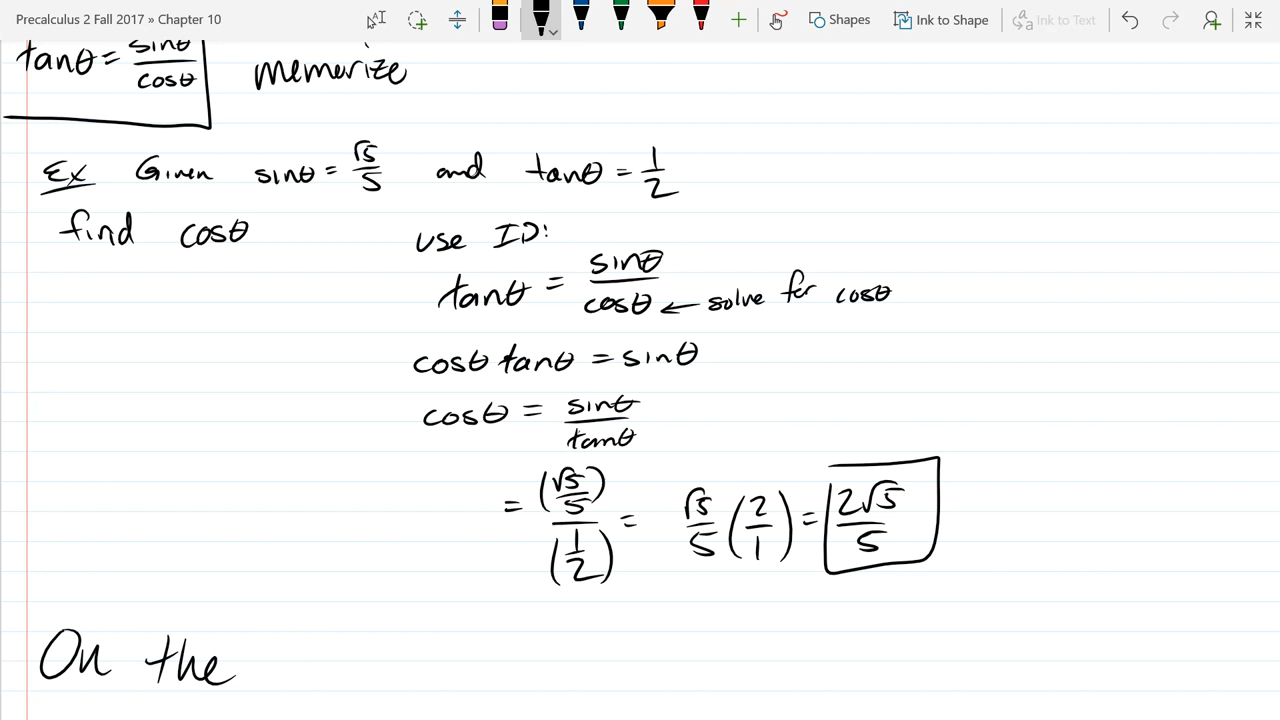 Precalculus 2 Fall 2017 » Chapter 10
Shapes
Ink to Shape
Ink to Text
tanθ = sinθ/cosθ memerize
Ex Given sinθ = √5/5 and tanθ = 1/2
find cosθ
use ID:
tanθ = sinθ/cosθ ← solve for cosθ
cosθ tanθ = sinθ
cosθ = sinθ/tanθ
= (√5/5)/(1/2) = √5/5 (2/1) = 2√5/5
On the